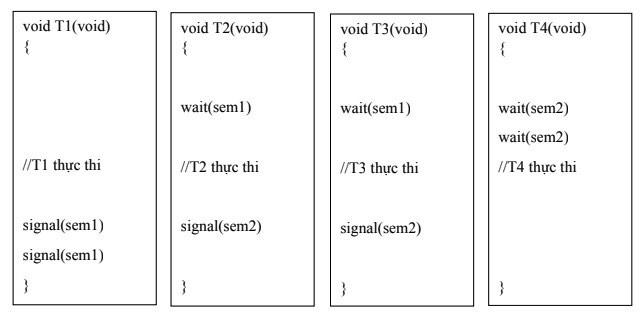 void T1(void)
{
//T1 thực thi
signal(sem1)
signal(sem1)
}
void T2(void)
{
wait(sem1)
//T2 thực thi
signal(sem2)
}
void T3(void)
{
wait(sem1)
//T3 thực thi
signal(sem2)
}
void T4(void)
{
wait(sem2)
wait(sem2)
//T4 thực thi
}